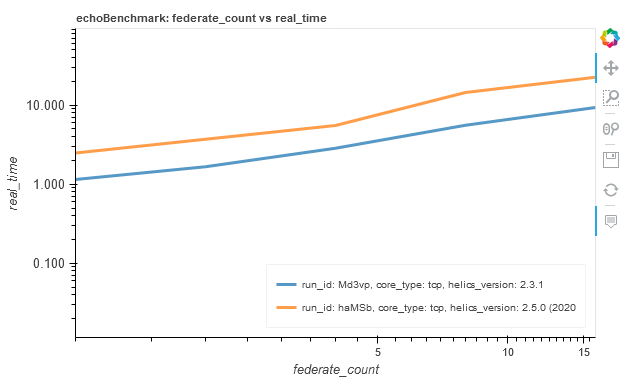 echoBenchmark: federate_count vs real_time
10.000
1.000
0.100
real_time
run_id: Md3vp, core_type: tcp, helics_version: 2.3.1
run_id: haMSb, core_type: tcp, helics_version: 2.5.0 (2020
5 10 15
federate_count